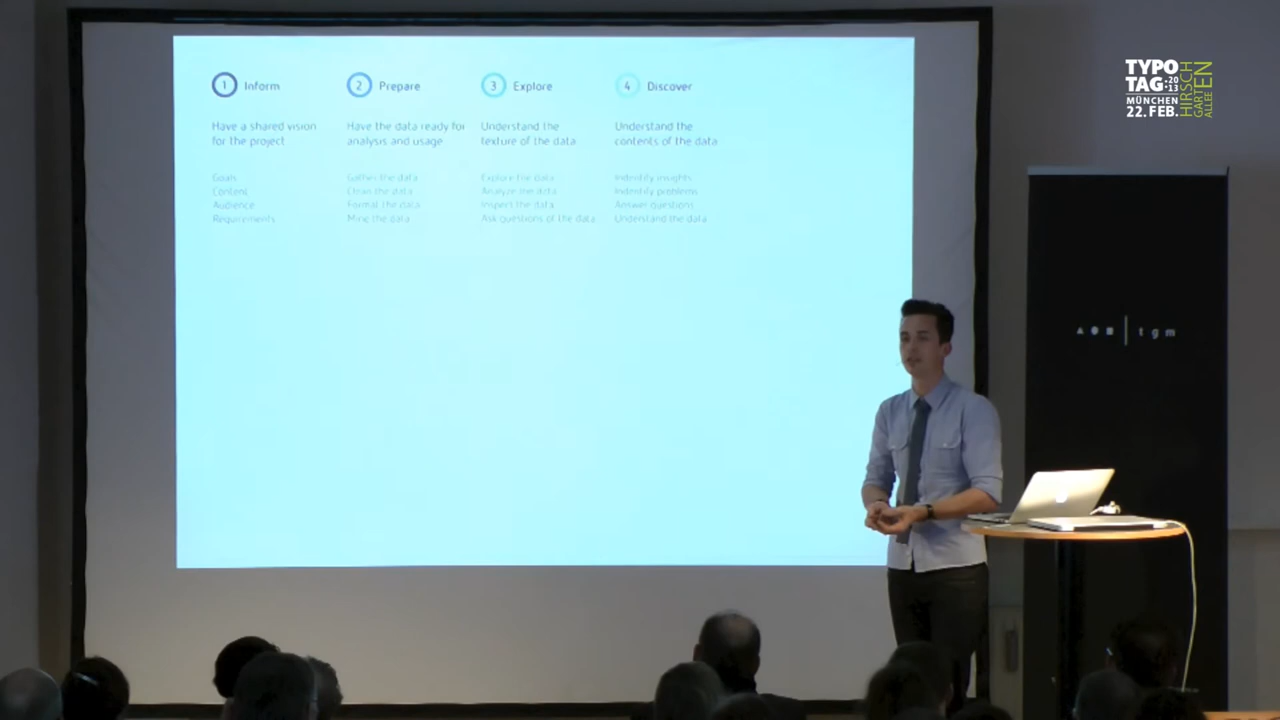 1 Inform
Have a shared vision
for the project
Goals
Content
Audience
Requirements
2 Prepare
Have the data ready for
analysis and usage
Gather the data
Clean the data
Format the data
Mine the data
3 Explore
Understand the
texture of the data
Explore the data
Analyze the data
Inspect the data
Ask questions of the data
4 Discover
Understand the
contents of the data
Indentify insights
Indentify problems
Answer questions
Understand the data
TYPO
TAG:20
13
MÜNCHEN
22. FEB.
HIRSCH
GARTEN
ALLEE
tgm